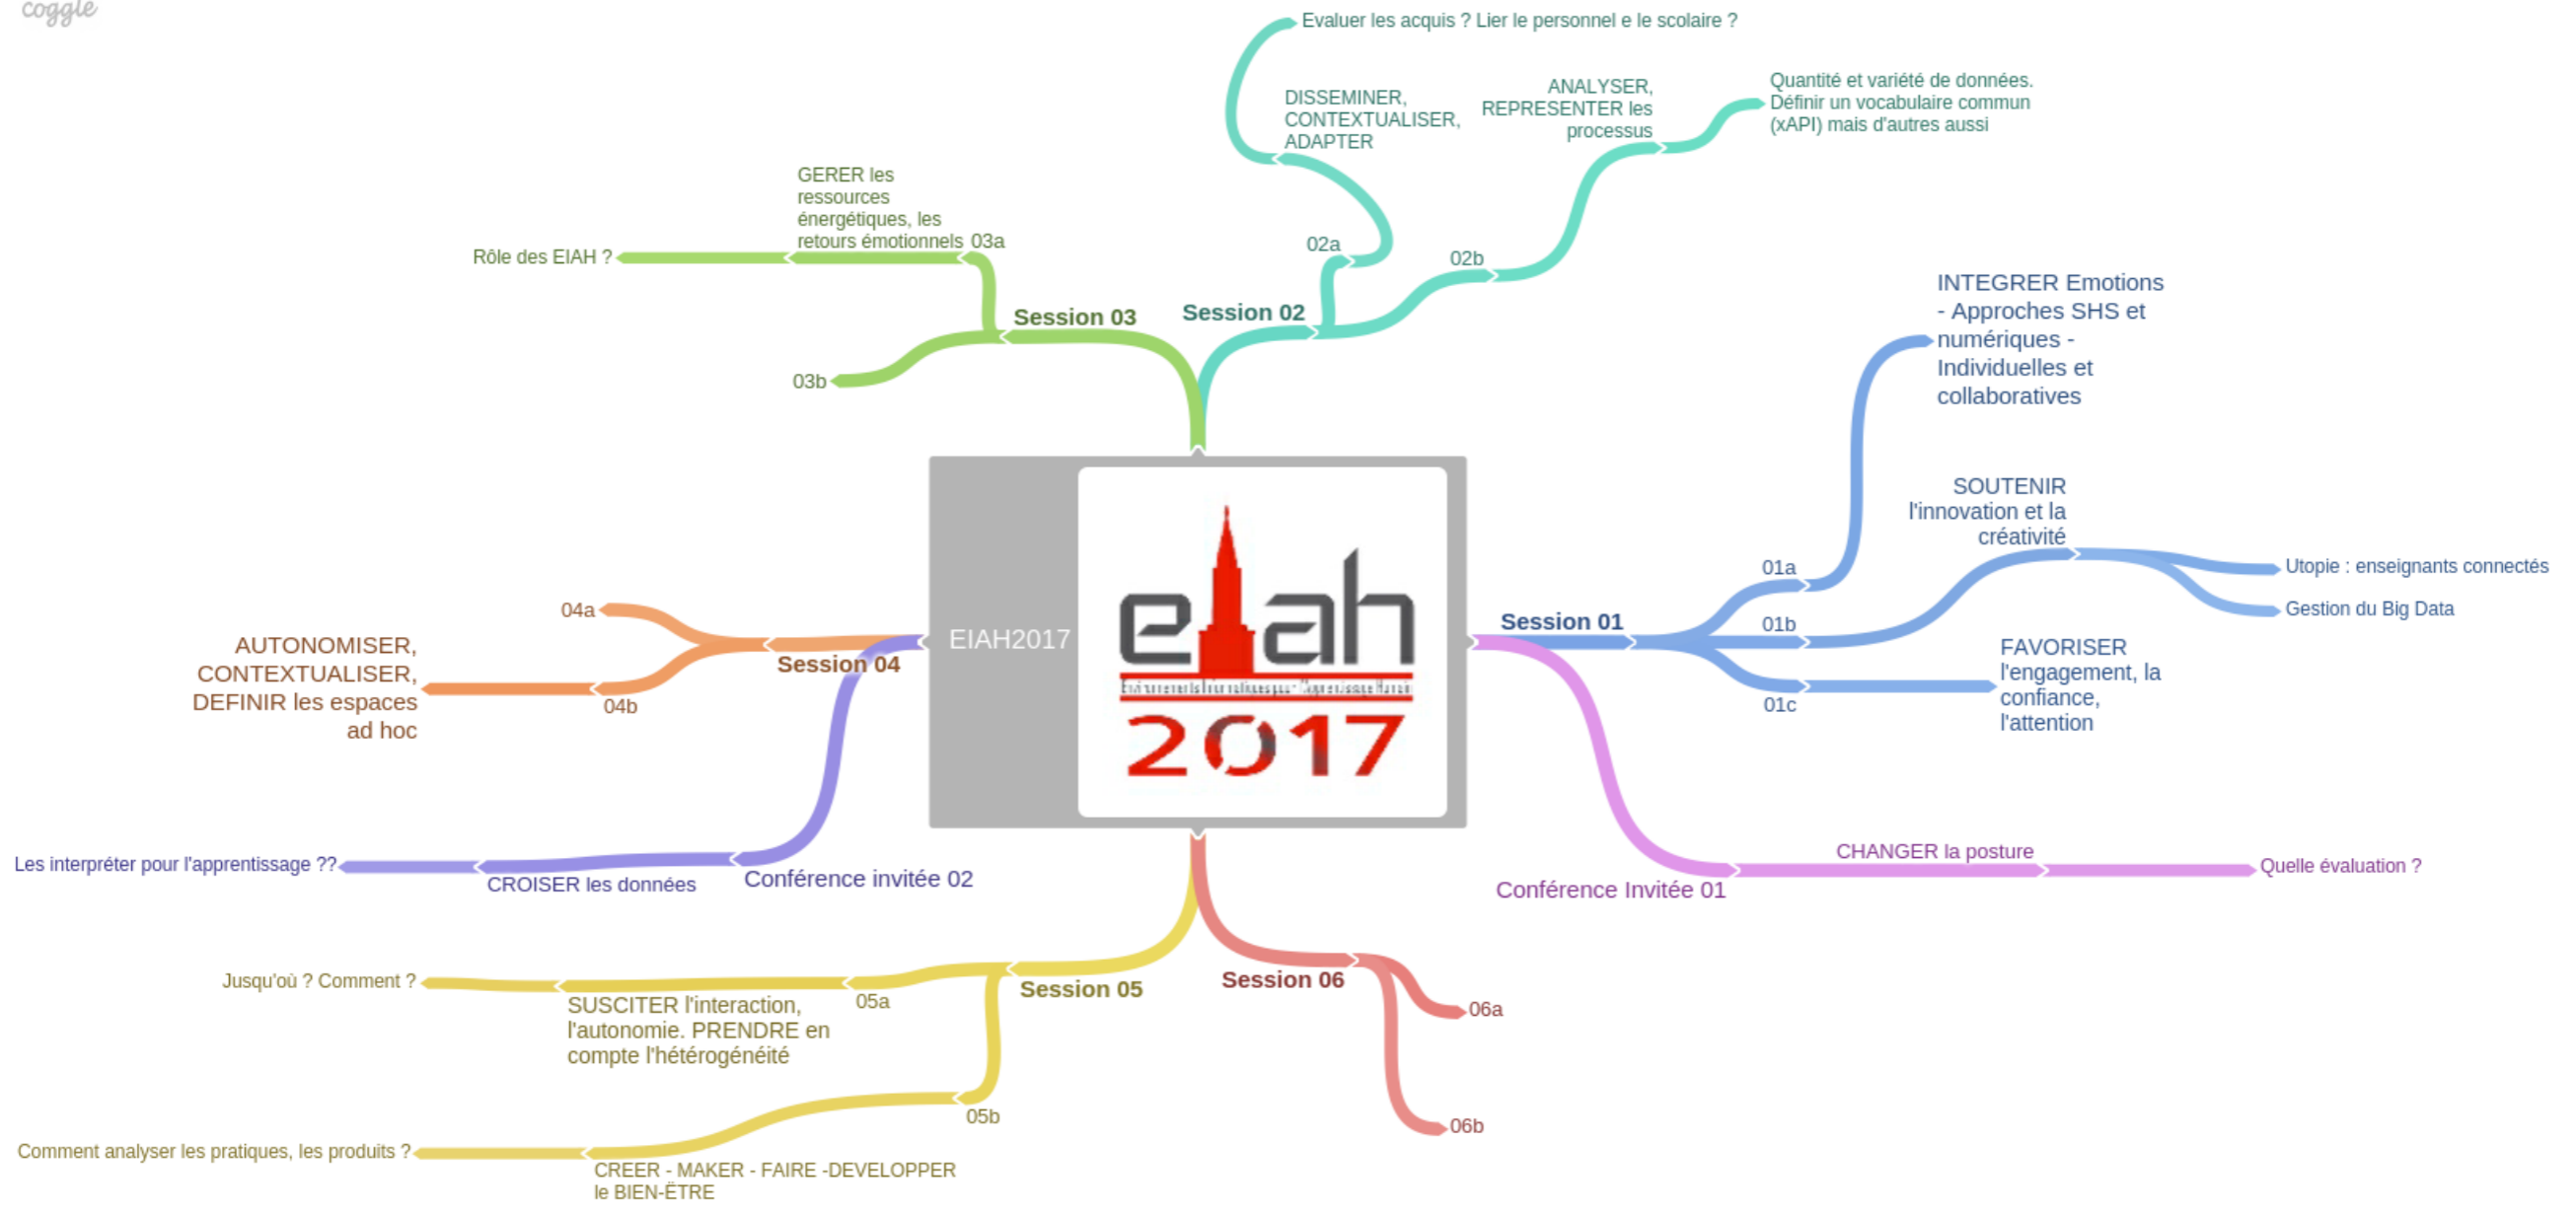 coggle
Evaluer les acquis ? Lier le personnel e le scolaire ?
DISSEMINER,
CONTEXTUALISER,
ADAPTER
ANALYSER,
REPRESENTER les
processus
Quantité et variété de données.
Définir un vocabulaire commun
(xAPI) mais d'autres aussi
02a
02b
Session 02
GERER les
ressources
énergétiques, les
retours émotionnels
03a
Rôle des EIAH ?
Session 03
03b
INTEGRER Emotions
- Approches SHS et
numériques -
Individuelles et
collaboratives
SOUTENIR
l'innovation et la
créativité
Utopie : enseignants connectés
Gestion du Big Data
01a
01b
01c
Session 01
FAVORISER
l'engagement, la
confiance,
l'attention
EIAH2017
eiah
Environnements Informatiques pour l'Apprentissage Humain
2017
04a
Session 04
AUTONOMISER,
CONTEXTUALISER,
DEFINIR les espaces
ad hoc
04b
Les interpréter pour l'apprentissage ??
CROISER les données
Conférence invitée 02
CHANGER la posture
Quelle évaluation ?
Conférence Invitée 01
Jusqu'où ? Comment ?
SUSCITER l'interaction,
l'autonomie. PRENDRE en
compte l'hétérogénéité
05a
Session 05
05b
Comment analyser les pratiques, les produits ?
CREER - MAKER - FAIRE -DEVELOPPER
le BIEN-ËTRE
Session 06
06a
06b